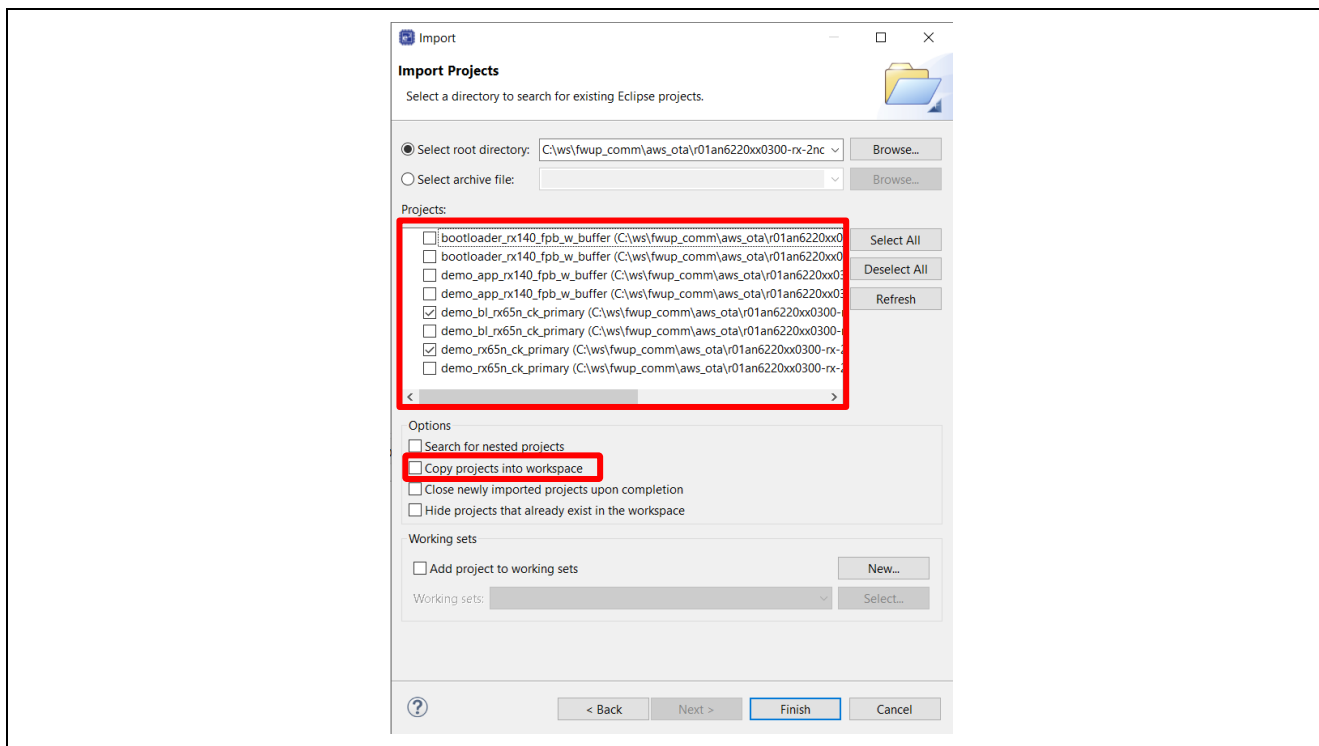 Import
Import Projects
Select a directory to search for existing Eclipse projects.
Select root directory: C:\ws\fwup_comm\aws_ota\r01an6220xx0300-rx-2nc Browse...
Select archive file: Browse...
Projects:
bootloader_rx140_fpb_w_buffer (C:\ws\fwup_comm\aws_ota\r01an6220xx0 Select All
bootloader_rx140_fpb_w_buffer (C:\ws\fwup_comm\aws_ota\r01an6220xx0
demo_app_rx140_fpb_w_buffer (C:\ws\fwup_comm\aws_ota\r01an6220xx03 Deselect All
demo_app_rx140_fpb_w_buffer (C:\ws\fwup_comm\aws_ota\r01an6220xx03 Refresh
demo_bl_rx65n_ck_primary (C:\ws\fwup_comm\aws_ota\r01an6220xx0300-r
demo_bl_rx65n_ck_primary (C:\ws\fwup_comm\aws_ota\r01an6220xx0300-r
demo_rx65n_ck_primary (C:\ws\fwup_comm\aws_ota\r01an6220xx0300-rx-2
demo_rx65n_ck_primary (C:\ws\fwup_comm\aws_ota\r01an6220xx0300-rx-2
Options
Search for nested projects
Copy projects into workspace
Close newly imported projects upon completion
Hide projects that already exist in the workspace
Working sets
Add project to working sets New...
Working sets: Select...
? < Back Next > Finish Cancel